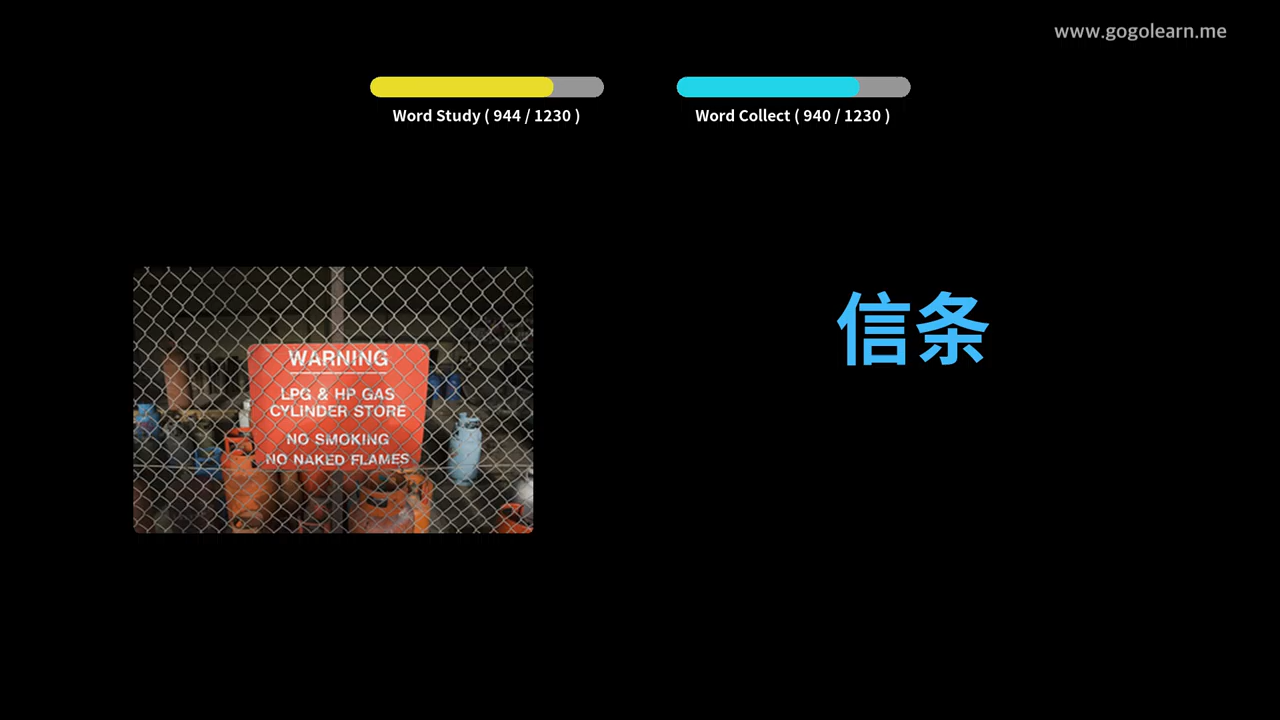 www.gogolearn.me
Word Study ( 944 / 1230 )
Word Collect ( 940 / 1230 )
信条
WARNING
LPG & HP GAS
CYLINDER STORE
NO SMOKING
NO NAKED FLAMES